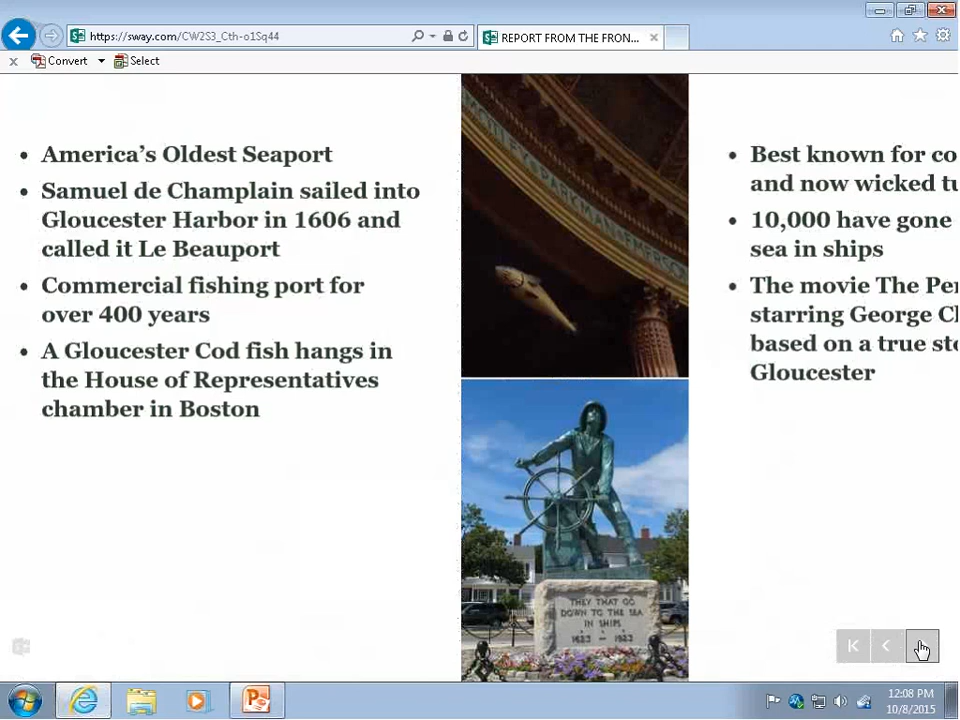 https://sway.com/CW2S3_Cth-o1Sq44
REPORT FROM THE FRON...
Convert
Select
• America's Oldest Seaport
• Samuel de Champlain sailed into
Gloucester Harbor in 1606 and
called it Le Beauport
• Commercial fishing port for
over 400 years
• A Gloucester Cod fish hangs in
the House of Representatives
chamber in Boston
MOTLEY PARKMAN EMERSON
THEY THAT GO
DOWN TO THE SEA
IN SHIPS
1623 — 1923
• Best known for co
and now wicked tu
• 10,000 have gone
sea in ships
• The movie The Per
starring George Cl
based on a true sto
Gloucester
12:08 PM
10/8/2015